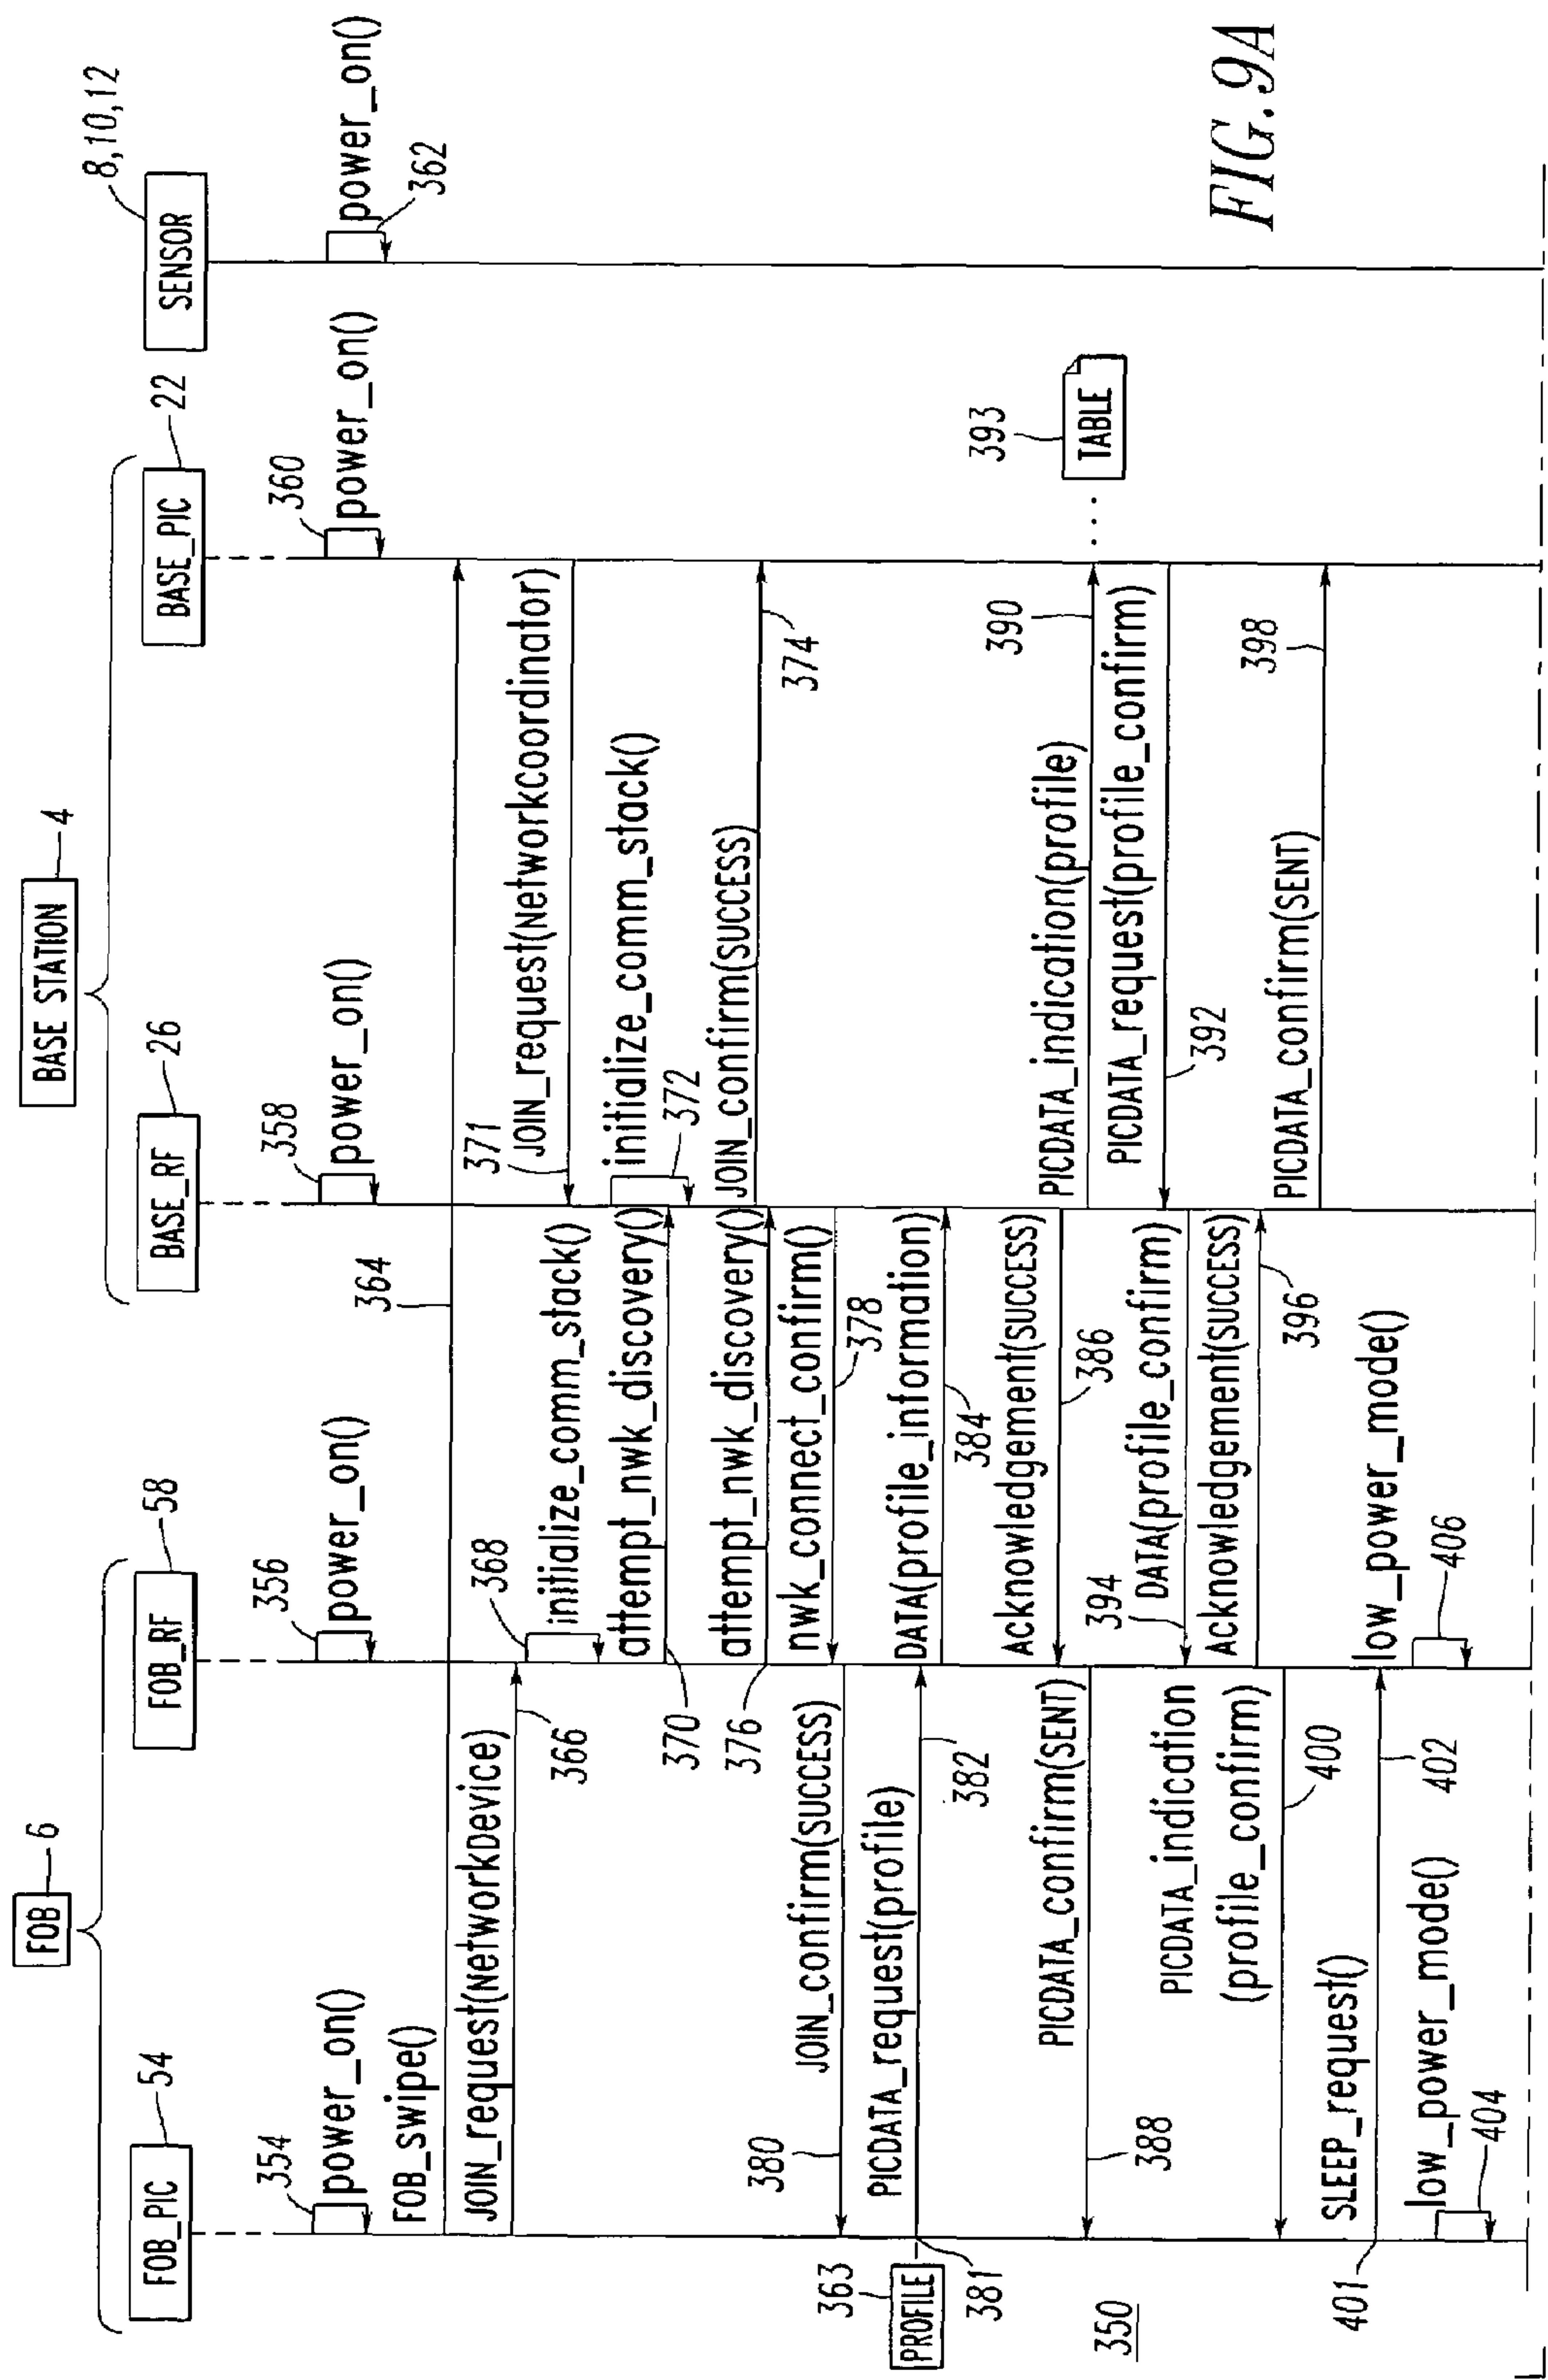 FOB 6
BASE STATION 4
FOB_PIC 54
FOB_RF 58
BASE_RF 26
BASE_PIC 22
SENSOR 8,10,12
354 power_on()
356 power_on()
358 power_on()
360 power_on()
power_on() 362
FOB_swipe()
364
JOIN_request(NetworkDevice)
366
371 JOIN_request(NetworkCoordinator)
368
initialize_comm_stack()
initialize_comm_stack()
372
attempt_nwk_discovery()
370
JOIN_confirm(SUCCESS)
374
attempt_nwk_discovery()
376
nwk_connect_confirm()
378
JOIN_confirm(SUCCESS)
380
363
PROFILE
381
PICDATA_request(profile)
382
DATA(profile_information)
384
Acknowledgement(SUCCESS)
386
PICDATA_confirm(SENT)
388
PICDATA_indication(profile)
390
393
... TABLE
PICDATA_request(profile_confirm)
392
394 DATA(profile_confirm)
Acknowledgement(SUCCESS)
396
PICDATA_confirm(SENT)
398
PICDATA_indication
(profile_confirm)
400
SLEEP_request()
401
402
low_power_mode()
404
low_power_mode()
406
350
FIG. 9A